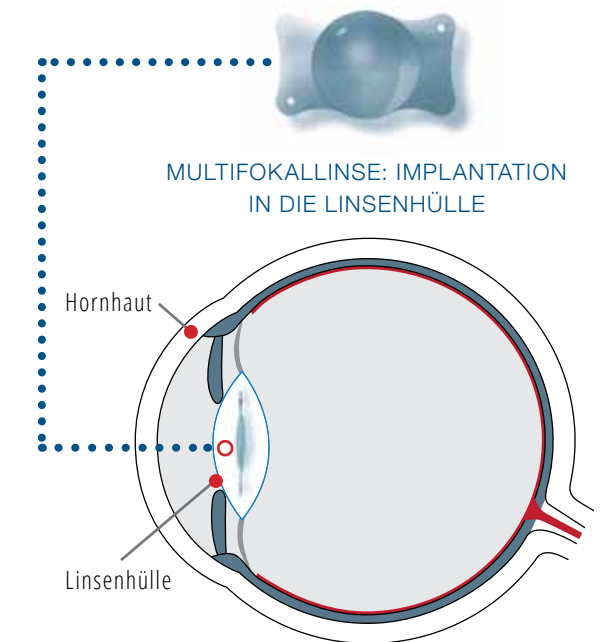 MULTIFOKALLINSE: IMPLANTATION
IN DIE LINSENHÜLLE
Hornhaut
Linsenhülle